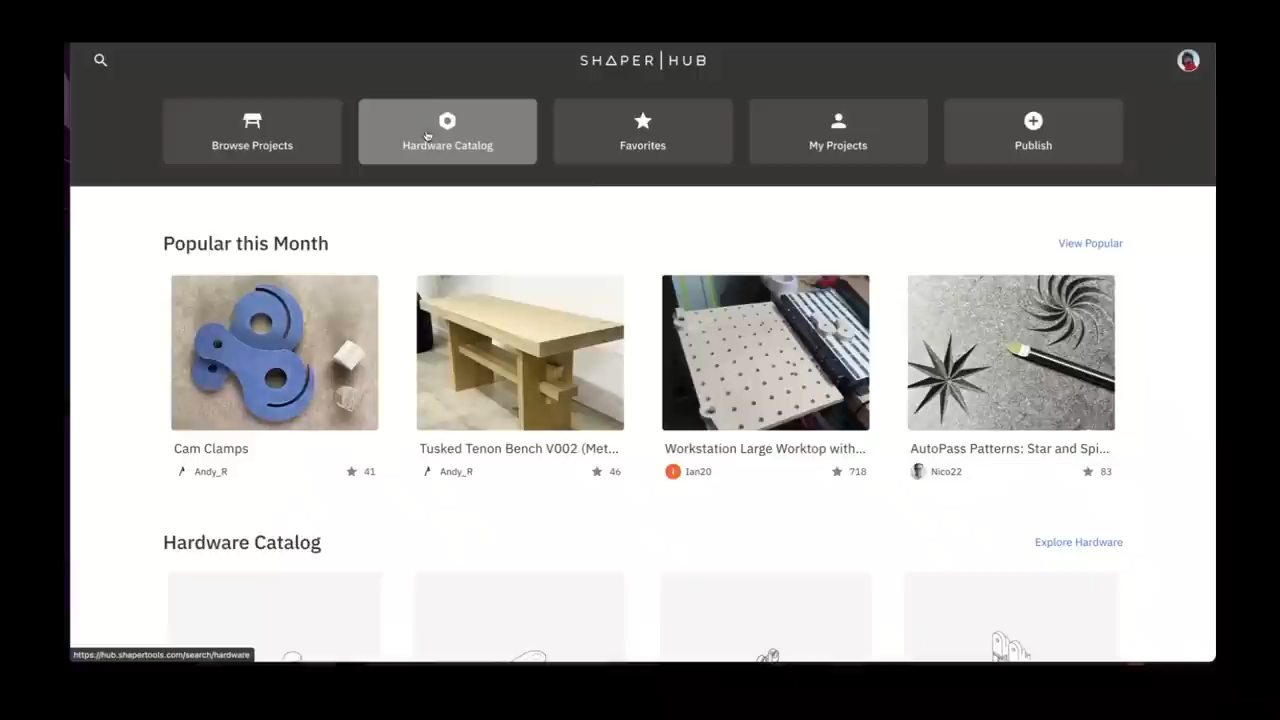 SHAPER|HUB
Browse Projects
Hardware Catalog
Favorites
My Projects
Publish
Popular this Month
View Popular
Cam Clamps
Andy_R
41
Tusked Tenon Bench V002 (Met...
Andy_R
46
Workstation Large Worktop with...
I
Ian20
718
AutoPass Patterns: Star and Spi...
Nico22
83
Hardware Catalog
Explore Hardware
https://hub.shapertools.com/search/hardware